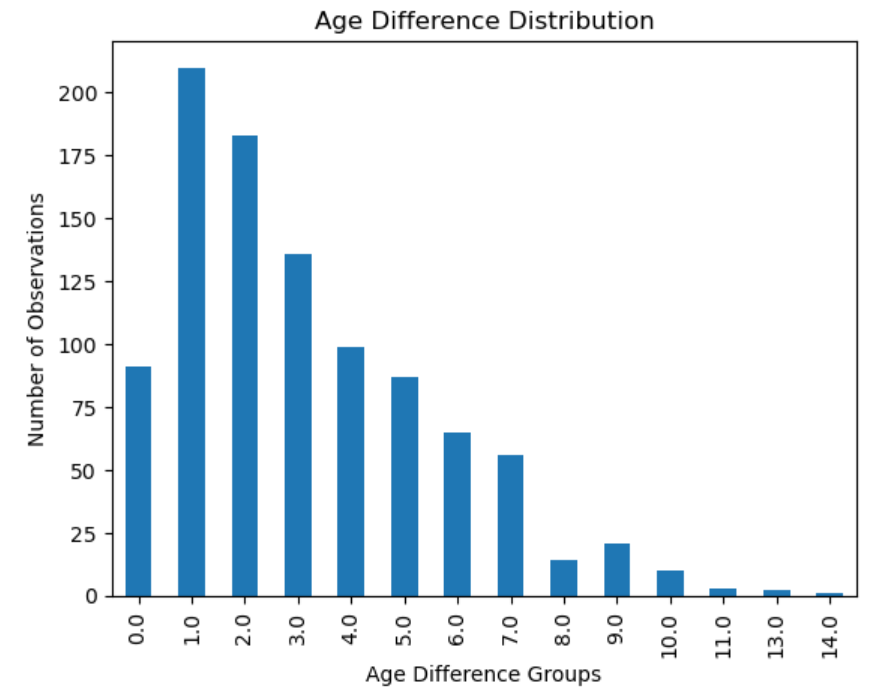 Age Difference Distribution
Number of Observations
200
175
150
125
100
75
50
25
0
0.0 1.0 2.0 3.0 4.0 5.0 6.0 7.0 8.0 9.0 10.0 11.0 13.0 14.0
Age Difference Groups